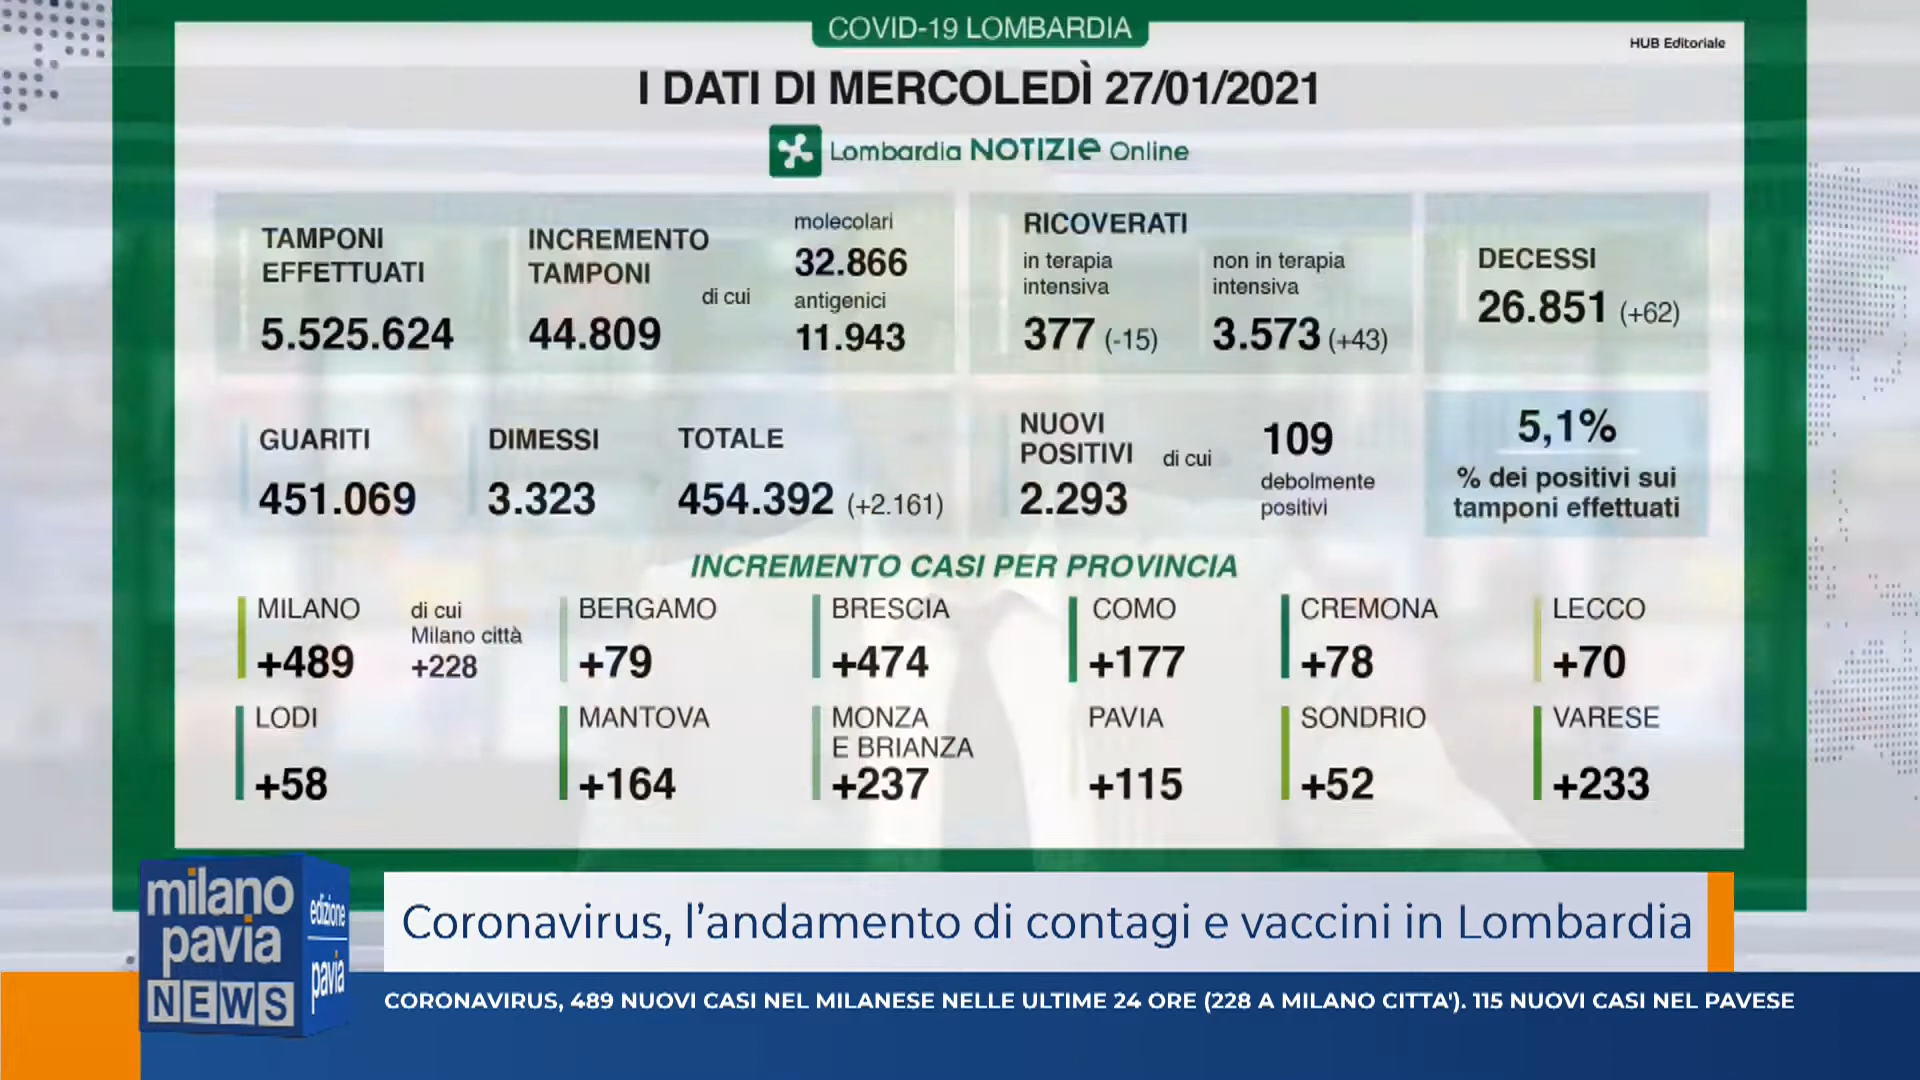 COVID-19 LOMBARDIA
HUB Editoriale
I DATI DI MERCOLEDÌ 27/01/2021
Lombardia NOTIZIE Online
TAMPONI
EFFETTUATI
5.525.624
INCREMENTO
TAMPONI
44.809
di cui
molecolari
32.866
antigenici
11.943
RICOVERATI
in terapia
intensiva
377 (-15)
non in terapia
intensiva
3.573 (+43)
DECESSI
26.851 (+62)
GUARITI
451.069
DIMESSI
3.323
TOTALE
454.392 (+2.161)
NUOVI
POSITIVI
2.293
di cui
109
debolmente
positivi
5,1%
% dei positivi sui
tamponi effettuati
INCREMENTO CASI PER PROVINCIA
MILANO
+489
di cui
Milano città
+228
BERGAMO
+79
BRESCIA
+474
COMO
+177
CREMONA
+78
LECCO
+70
LODI
+58
MANTOVA
+164
MONZA
E BRIANZA
+237
PAVIA
+115
SONDRIO
+52
VARESE
+233
milano
pavia
NEWS
edizione
pavia
Coronavirus, l'andamento di contagi e vaccini in Lombardia
CORONAVIRUS, 489 NUOVI CASI NEL MILANESE NELLE ULTIME 24 ORE (228 A MILANO CITTA'). 115 NUOVI CASI NEL PAVESE